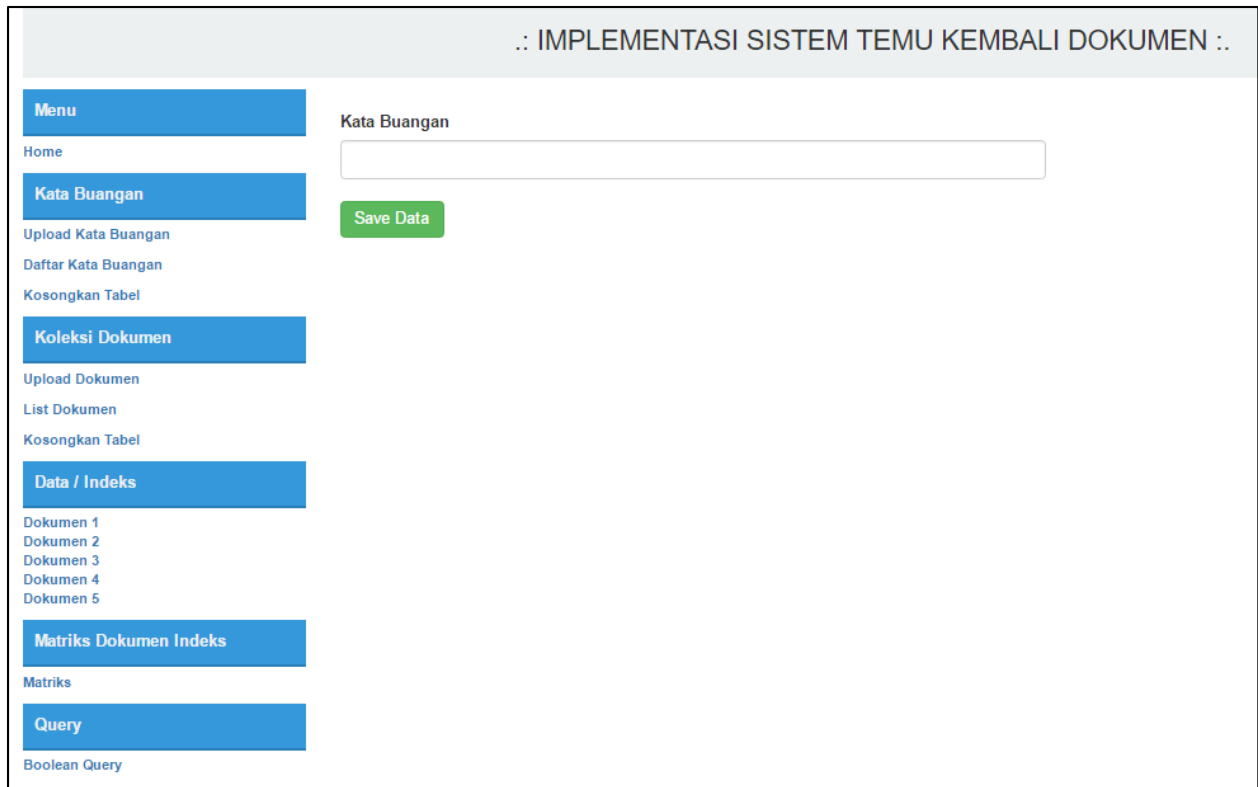 .: IMPLEMENTASI SISTEM TEMU KEMBALI DOKUMEN :.
Menu
Home
Kata Buangan
Upload Kata Buangan
Daftar Kata Buangan
Kosongkan Tabel
Koleksi Dokumen
Upload Dokumen
List Dokumen
Kosongkan Tabel
Data / Indeks
Dokumen 1
Dokumen 2
Dokumen 3
Dokumen 4
Dokumen 5
Matriks Dokumen Indeks
Matriks
Query
Boolean Query
Kata Buangan
Save Data